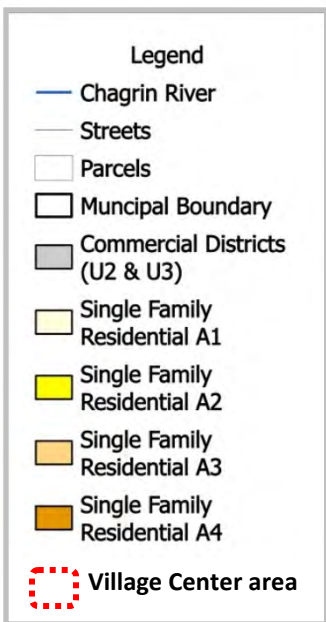 Legend
Chagrin River
Streets
Parcels
Muncipal Boundary
Commercial Districts
(U2 & U3)
Single Family
Residential A1
Single Family
Residential A2
Single Family
Residential A3
Single Family
Residential A4
Village Center area